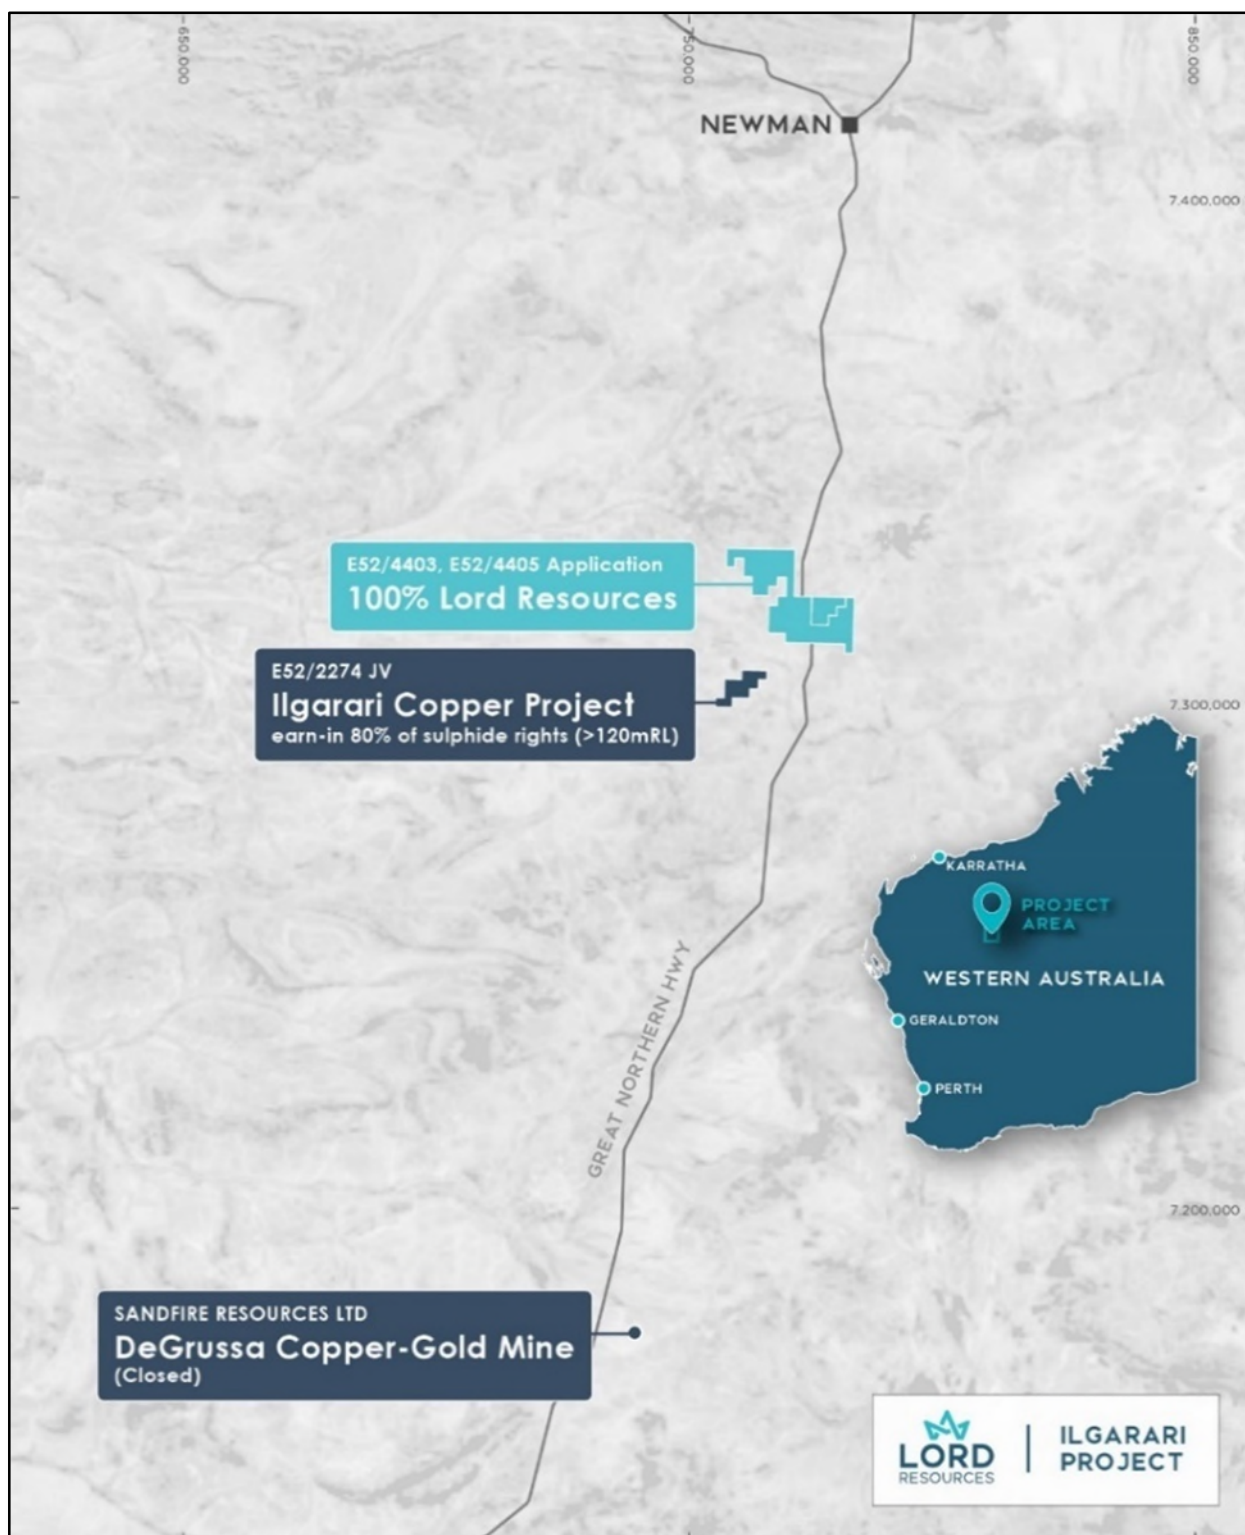 650,000
750,000
850,000
NEWMAN
7,400,000
E52/4403, E52/4405 Application
100% Lord Resources
E52/2274 JV
Ilgarari Copper Project
earn-in 80% of sulphide rights (>120mRL)
7,300,000
KARRATHA
PROJECT
AREA
WESTERN AUSTRALIA
GERALDTON
PERTH
GREAT NORTHERN HWY
7,200,000
SANDFIRE RESOURCES LTD
DeGrussa Copper-Gold Mine
(Closed)
LORD
RESOURCES
ILGARARI
PROJECT